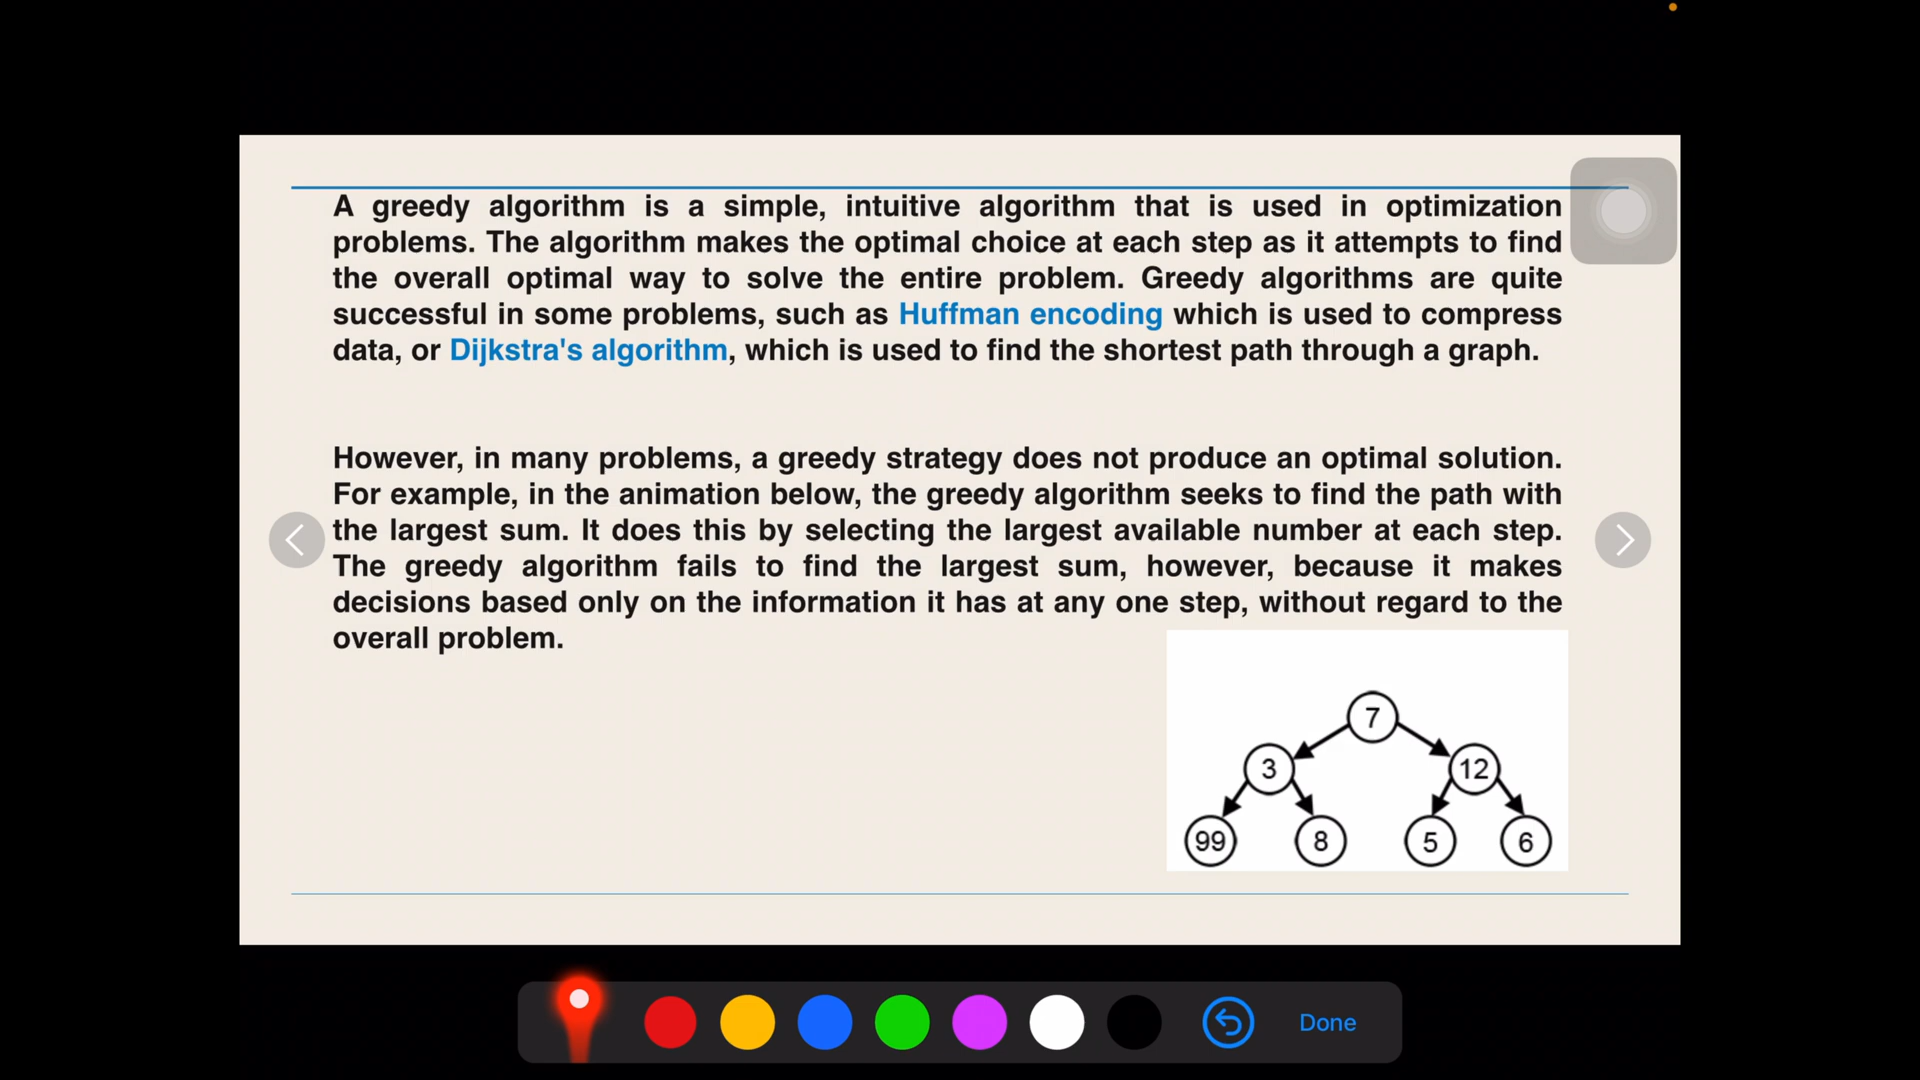 A greedy algorithm is a simple, intuitive algorithm that is used in optimization
problems. The algorithm makes the optimal choice at each step as it attempts to find
the overall optimal way to solve the entire problem. Greedy algorithms are quite
successful in some problems, such as Huffman encoding which is used to compress
data, or Dijkstra's algorithm, which is used to find the shortest path through a graph.
However, in many problems, a greedy strategy does not produce an optimal solution.
For example, in the animation below, the greedy algorithm seeks to find the path with
the largest sum. It does this by selecting the largest available number at each step.
The greedy algorithm fails to find the largest sum, however, because it makes
decisions based only on the information it has at any one step, without regard to the
overall problem.
7
3 12
99 8 5 6
Done